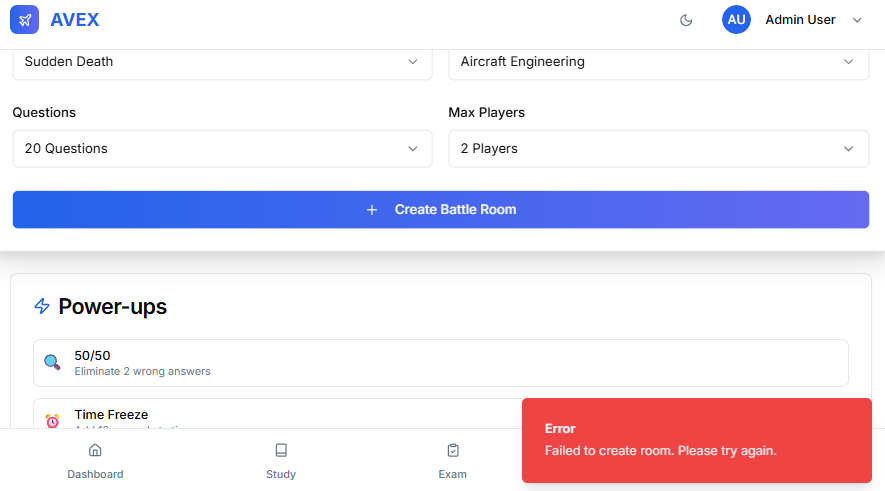 AVEX
AU
Admin User
Sudden Death
Aircraft Engineering
Questions
Max Players
20 Questions
2 Players
Create Battle Room
Power-ups
50/50
Eliminate 2 wrong answers
Time Freeze
Error
Failed to create room. Please try again.
Dashboard
Study
Exam